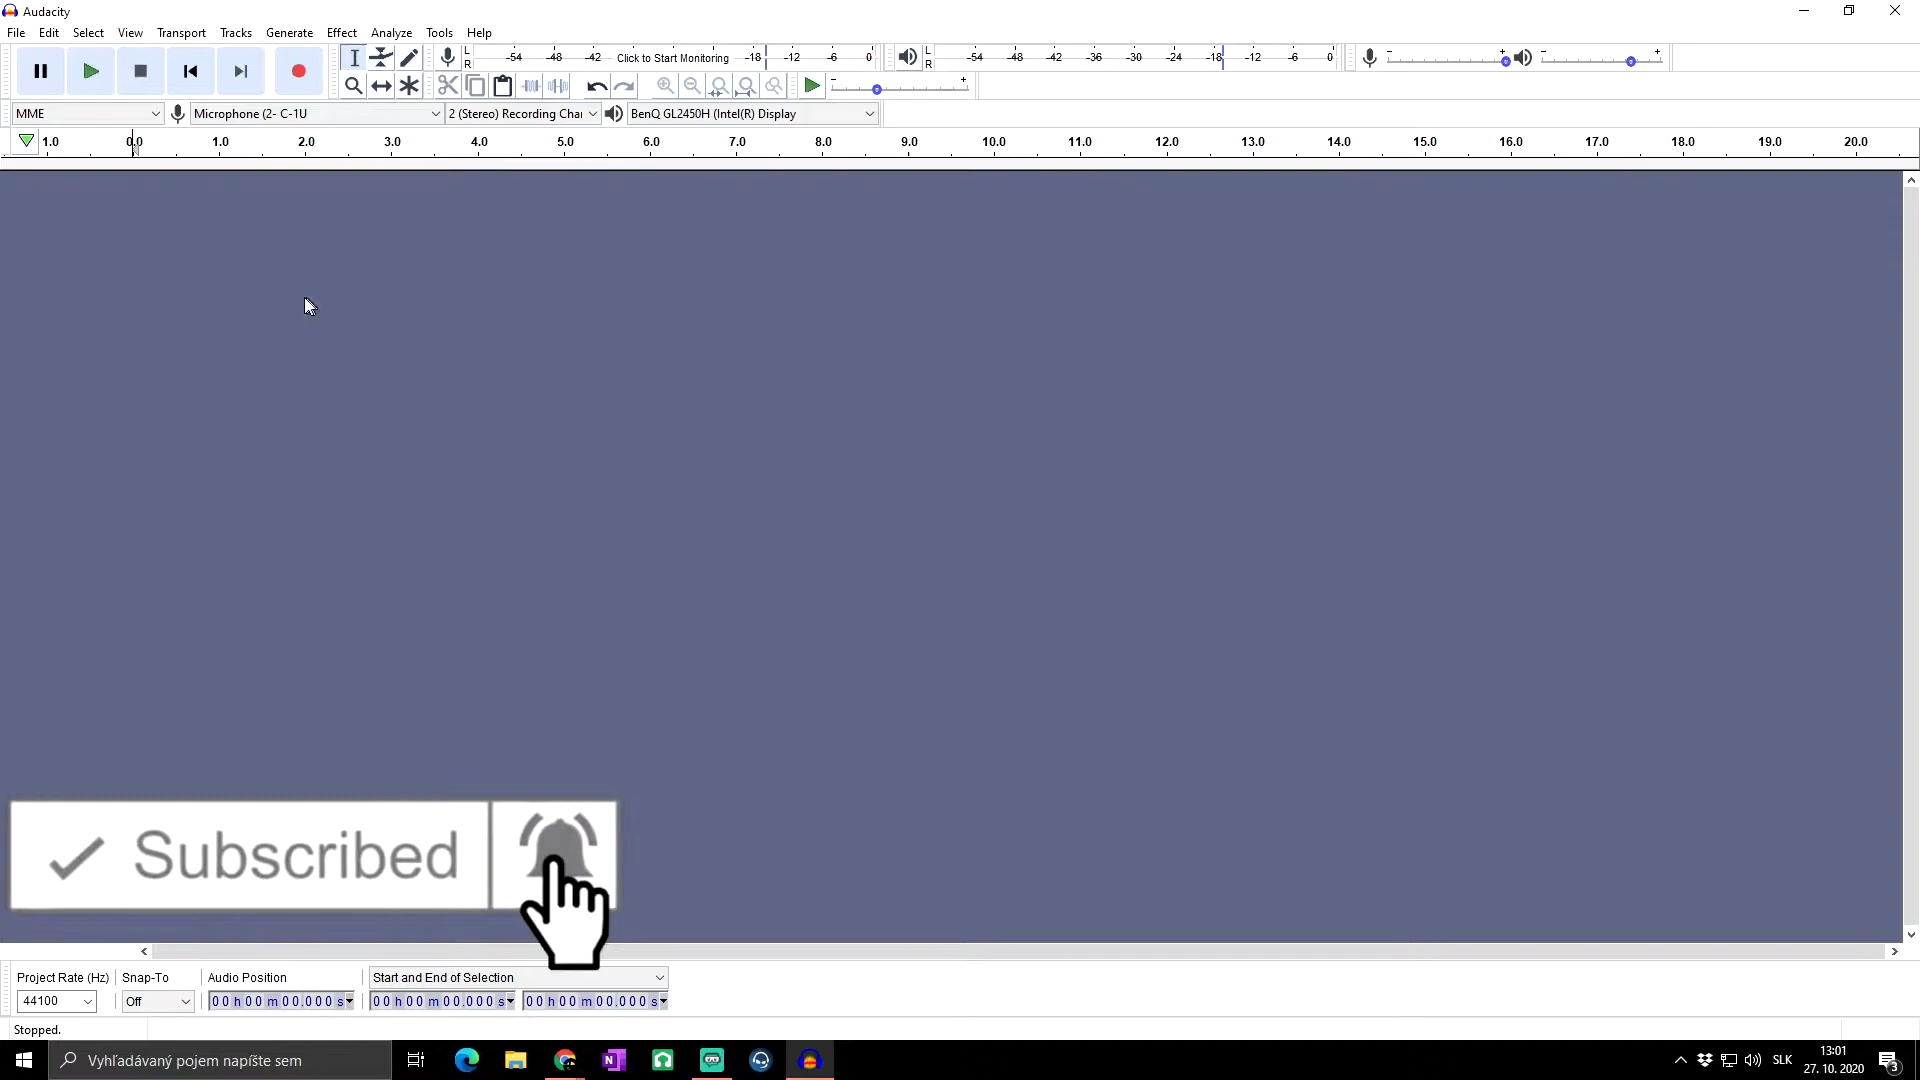 Audacity
File Edit Select View Transport Tracks Generate Effect Analyze Tools Help
L R -54 -48 -42 Click to Start Monitoring -18 -12 -6 0 L R -54 -48 -42 -36 -30 -24 -18 -12 -6 0 - + - +
- +
MME Microphone (2- C-1U 2 (Stereo) Recording Char BenQ GL2450H (Intel(R) Display
1.0 0.0 1.0 2.0 3.0 4.0 5.0 6.0 7.0 8.0 9.0 10.0 11.0 12.0 13.0 14.0 15.0 16.0 17.0 18.0 19.0 20.0
Subscribed
Project Rate (Hz) Snap-To Audio Position Start and End of Selection
44100 Off 00 h 00 m 00.000 s 00 h 00 m 00.000 s 00 h 00 m 00.000 s
Stopped.
Vyhľadávaný pojem napíšte sem SLK 13:01
27. 10. 2020 3